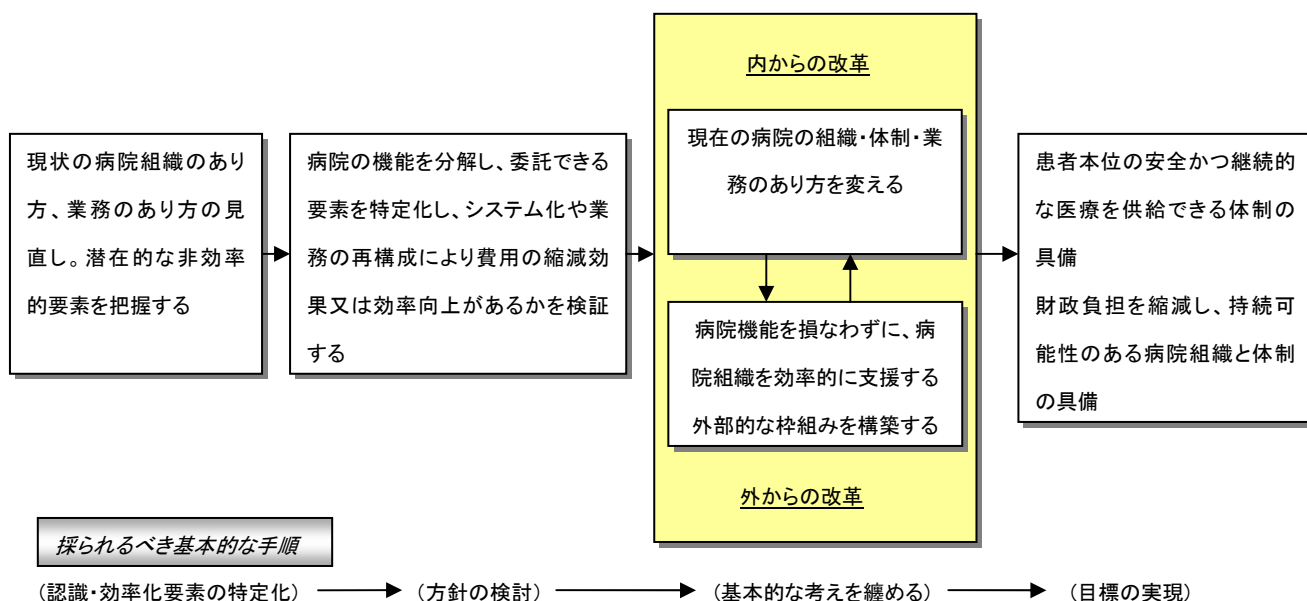 現状の病院組織のあり
方、業務のあり方の見
直し。潜在的な非効率
的要素を把握する
病院の機能を分解し、委託できる
要素を特定化し、システム化や業
務の再構成により費用の縮減効
果又は効率向上があるかを検証
する
内からの改革
現在の病院の組織・体制・業
務のあり方を変える
病院機能を損なわずに、病
院組織を効率的に支援する
外部的な枠組みを構築する
外からの改革
患者本位の安全かつ継続的
な医療を供給できる体制の
具備
財政負担を縮減し、持続可
能性のある病院組織と体制
の具備
採られるべき基本的な手順
(認識・効率化要素の特定化) (方針の検討) (基本的な考えを纏める) (目標の実現)